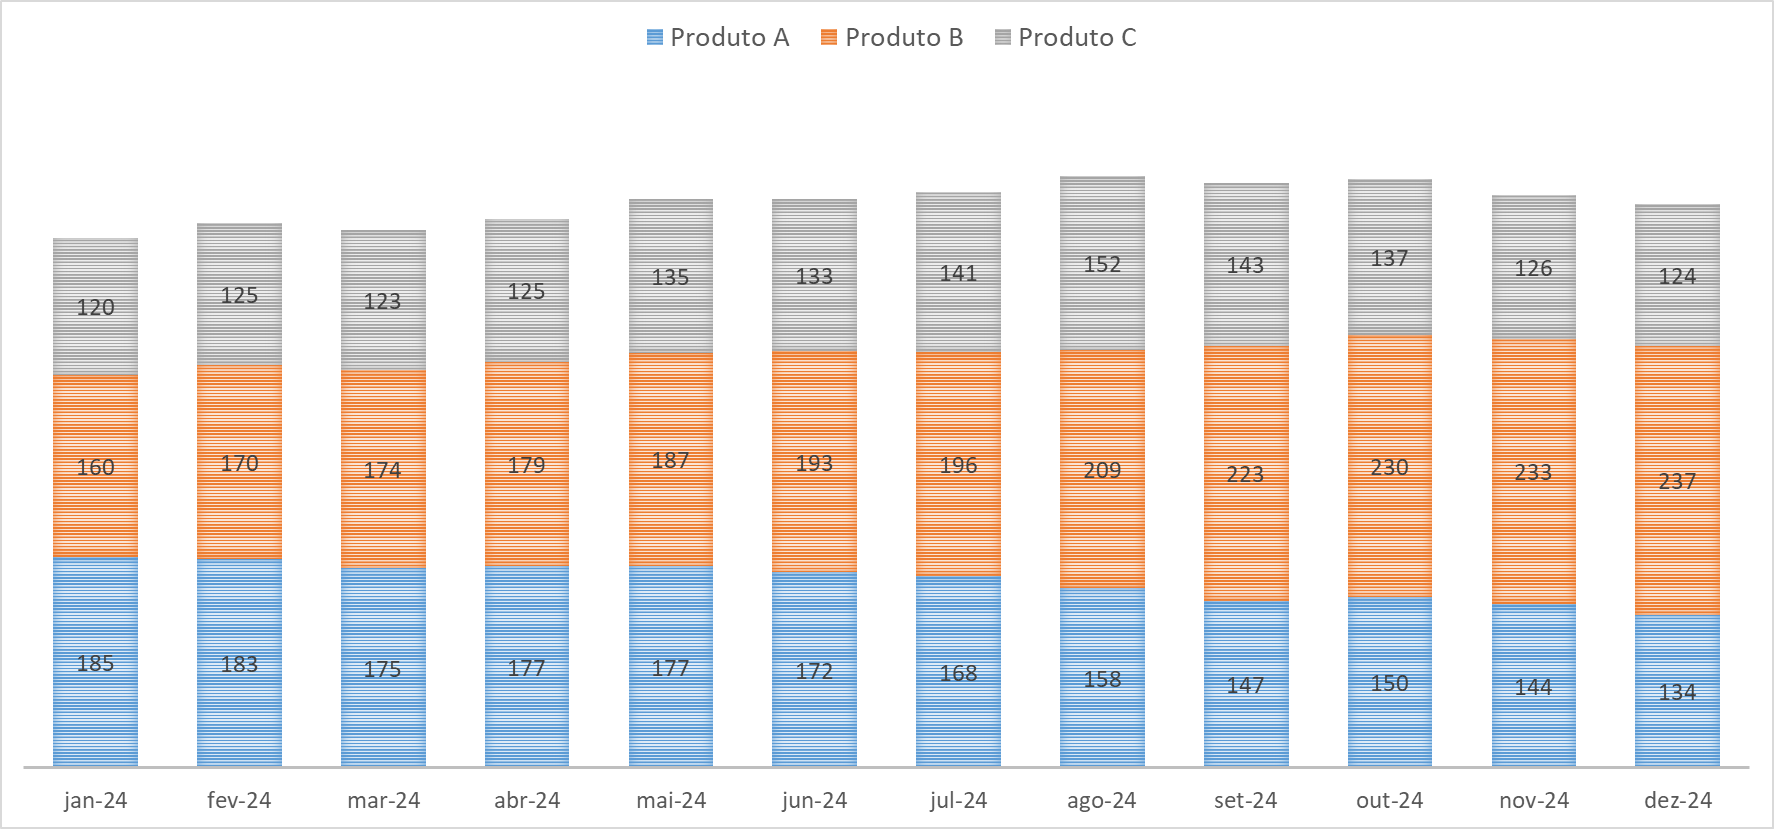 Produto A Produto B Produto C
120 125 123 125 135 133 141 152 143 137 126 124
160 170 174 179 187 193 196 209 223 230 233 237
185 183 175 177 177 172 168 158 147 150 144 134
jan-24 fev-24 mar-24 abr-24 mai-24 jun-24 jul-24 ago-24 set-24 out-24 nov-24 dez-24